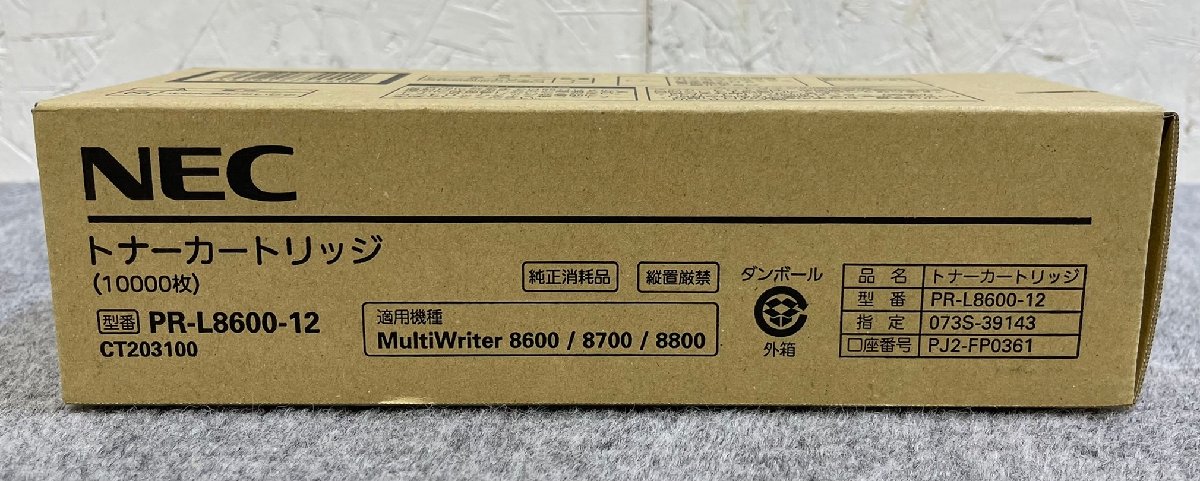 NEC
トナーカートリッジ
(10000枚)
型番 PR-L8600-12
CT203100
純正消耗品
縦置厳禁
適用機種
MultiWriter 8600 / 8700 / 8800
ダンボール
外箱
品名 トナーカートリッジ
型番 PR-L8600-12
指定 073S-39143
口座番号 PJ2-FP0361